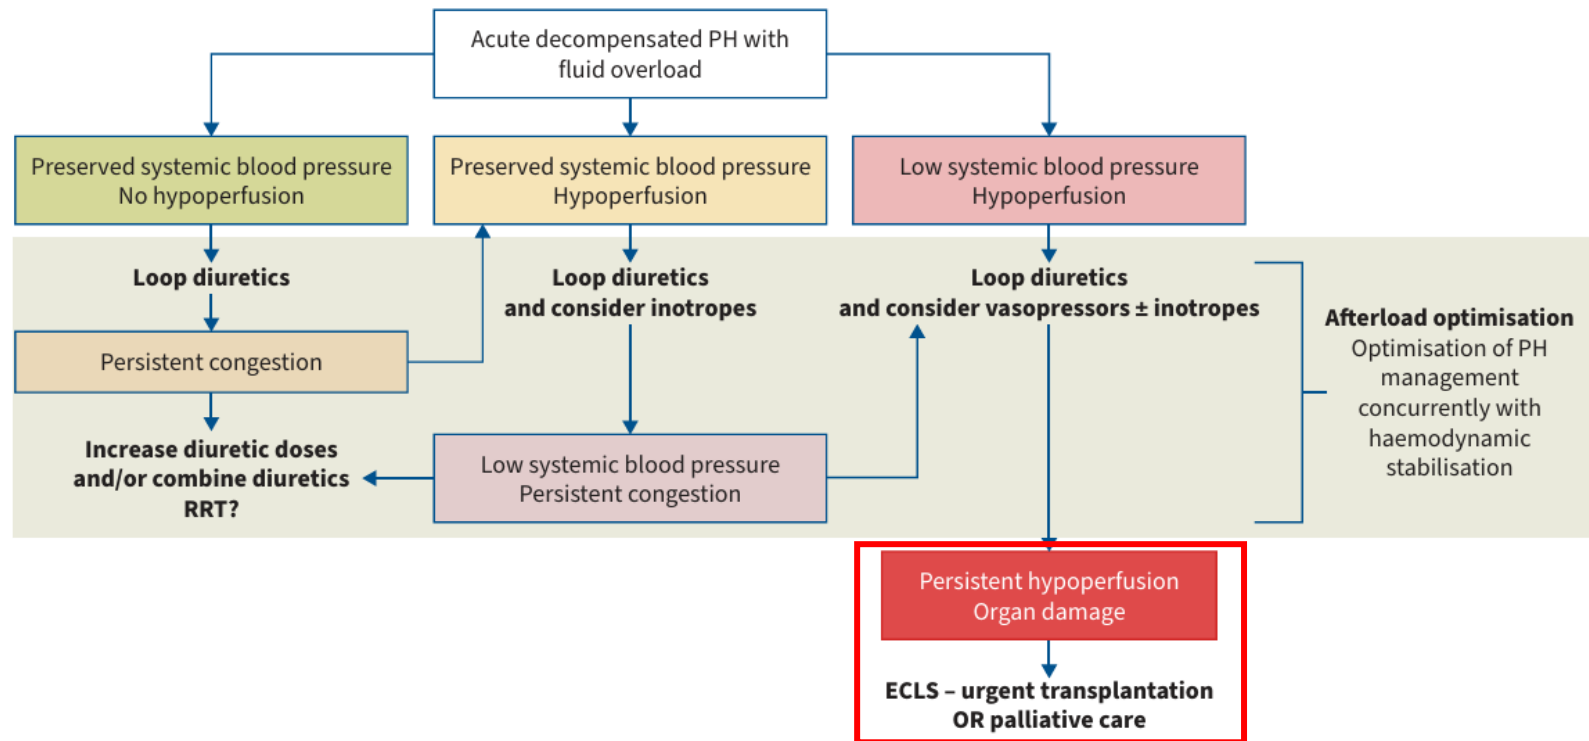 Acute decompensated PH with
fluid overload
Preserved systemic blood pressure
No hypoperfusion
Preserved systemic blood pressure
Hypoperfusion
Low systemic blood pressure
Hypoperfusion
Loop diuretics
Loop diuretics
and consider inotropes
Loop diuretics
and consider vasopressors ± inotropes
Persistent congestion
Increase diuretic doses
and/or combine diuretics
RRT?
Low systemic blood pressure
Persistent congestion
Afterload optimisation
Optimisation of PH
management
concurrently with
haemodynamic
stabilisation
Persistent hypoperfusion
Organ damage
ECLS – urgent transplantation
OR palliative care